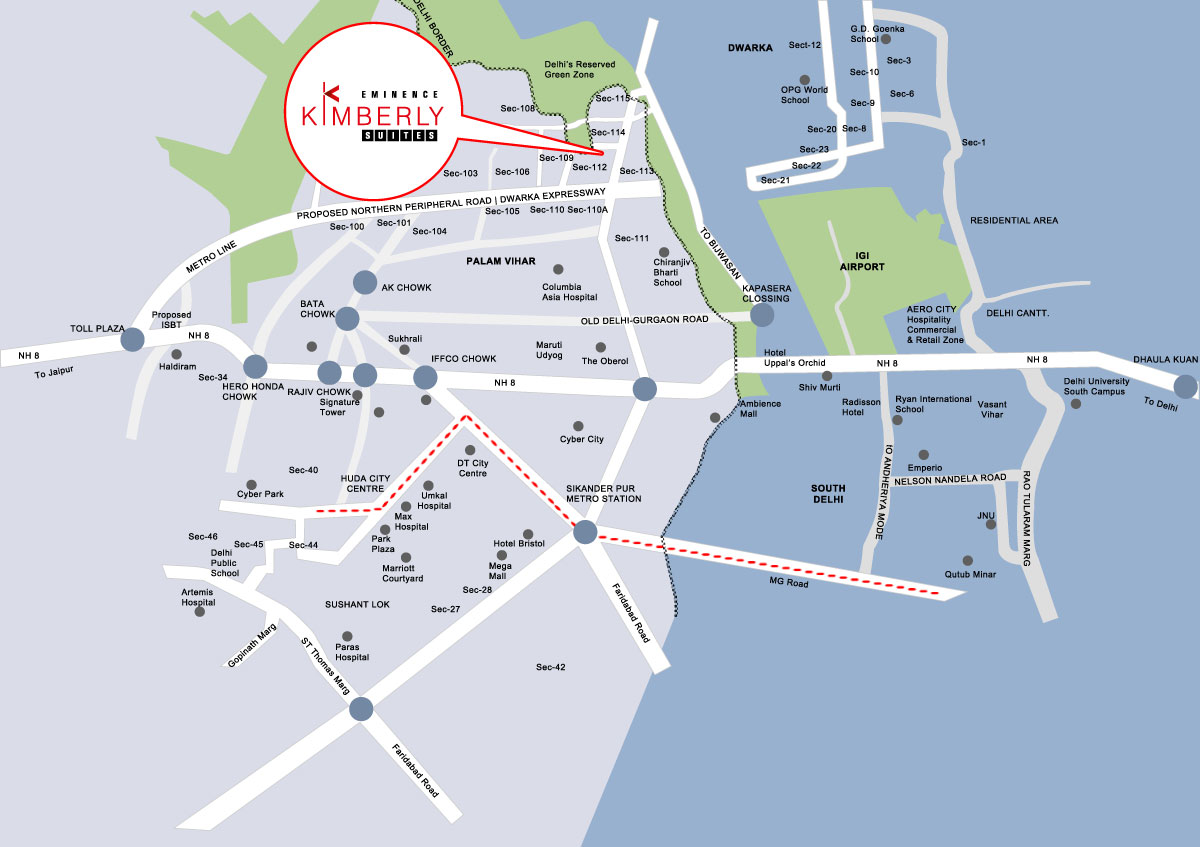 DELHI BORDER
EMINENCE
KIMBERLY
SUITES
Delhi's Reserved
Green Zone
DWARKA
Sect-12
G.D. Goenka
School
Sec-3
Sec-10
OPG World
School
Sec-9
Sec-6
Sec-20
Sec-8
Sec-23
Sec-22
Sec-21
Sec-1
Sec-108
Sec-115
Sec-114
Sec-109
Sec-112
Sec-113
Sec-103
Sec-106
PROPOSED NORTHERN PERIPHERAL ROAD | DWARKA EXPRESSWAY
Sec-105
Sec-110
Sec-110A
Sec-100
Sec-101
Sec-104
Sec-111
METRO LINE
PALAM VIHAR
Columbia
Asia Hospital
Chiranjiv
Bharti
School
TO BIJWASAN
RESIDENTIAL AREA
IGI
AIRPORT
AK CHOWK
BATA
CHOWK
KAPASERA
CLOSSING
OLD DELHI-GURGAON ROAD
AERO CITY
Hospitality
Commercial
& Retail Zone
DELHI CANTT.
TOLL PLAZA
Proposed
ISBT
NH 8
NH 8
To Jaipur
Haldiram
Sec-34
HERO HONDA
CHOWK
RAJIV CHOWK
Signature
Tower
Sukhrali
IFFCO CHOWK
Maruti
Udyog
The Oberol
NH 8
Hotel
Uppal's Orchid
NH 8
NH 8
DHAULA KUAN
To Delhi
Shiv Murti
Ambience
Mall
Radisson
Hotel
Ryan International
School
Vasant
Vihar
Delhi University
South Campus
Cyber City
DT City
Centre
Emperio
NELSON NANDELA ROAD
tO ANDHERIYA MODE
RAO TULARAM MARG
SOUTH
DELHI
JNU
Qutub Minar
MG Road
Sec-40
HUDA CITY
CENTRE
Cyber Park
Umkal
Hospital
Max
Hospital
SIKANDER PUR
METRO STATION
Sec-46
Sec-45
Sec-44
Delhi
Public
School
Park
Plaza
Hotel Bristol
Marriott
Courtyard
Mega
Mall
Artemis
Hospital
SUSHANT LOK
Sec-28
Sec-27
Faridabad Road
Gopinath Marg
ST Thomas Marg
Paras
Hospital
Sec-42
Faridabad Road